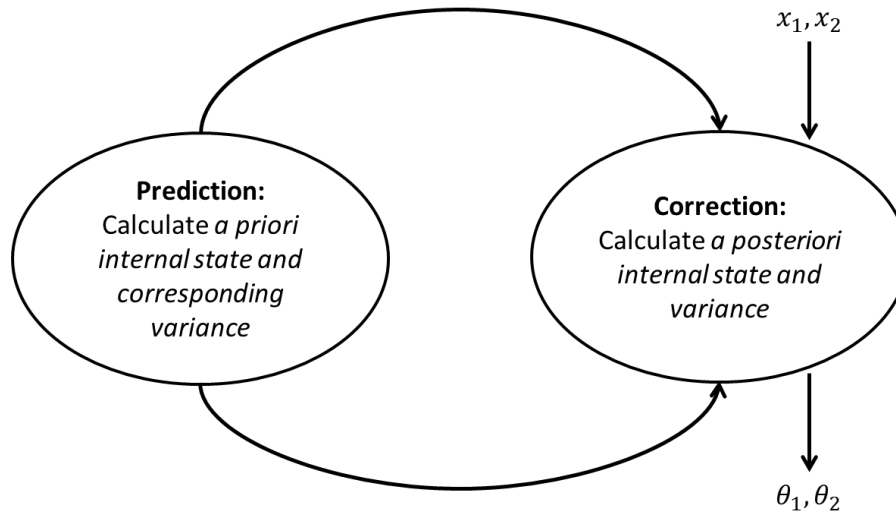 x₁, x₂
Prediction:
Calculate a priori
internal state and
corresponding
variance
Correction:
Calculate a posteriori
internal state and
variance
θ₁, θ₂